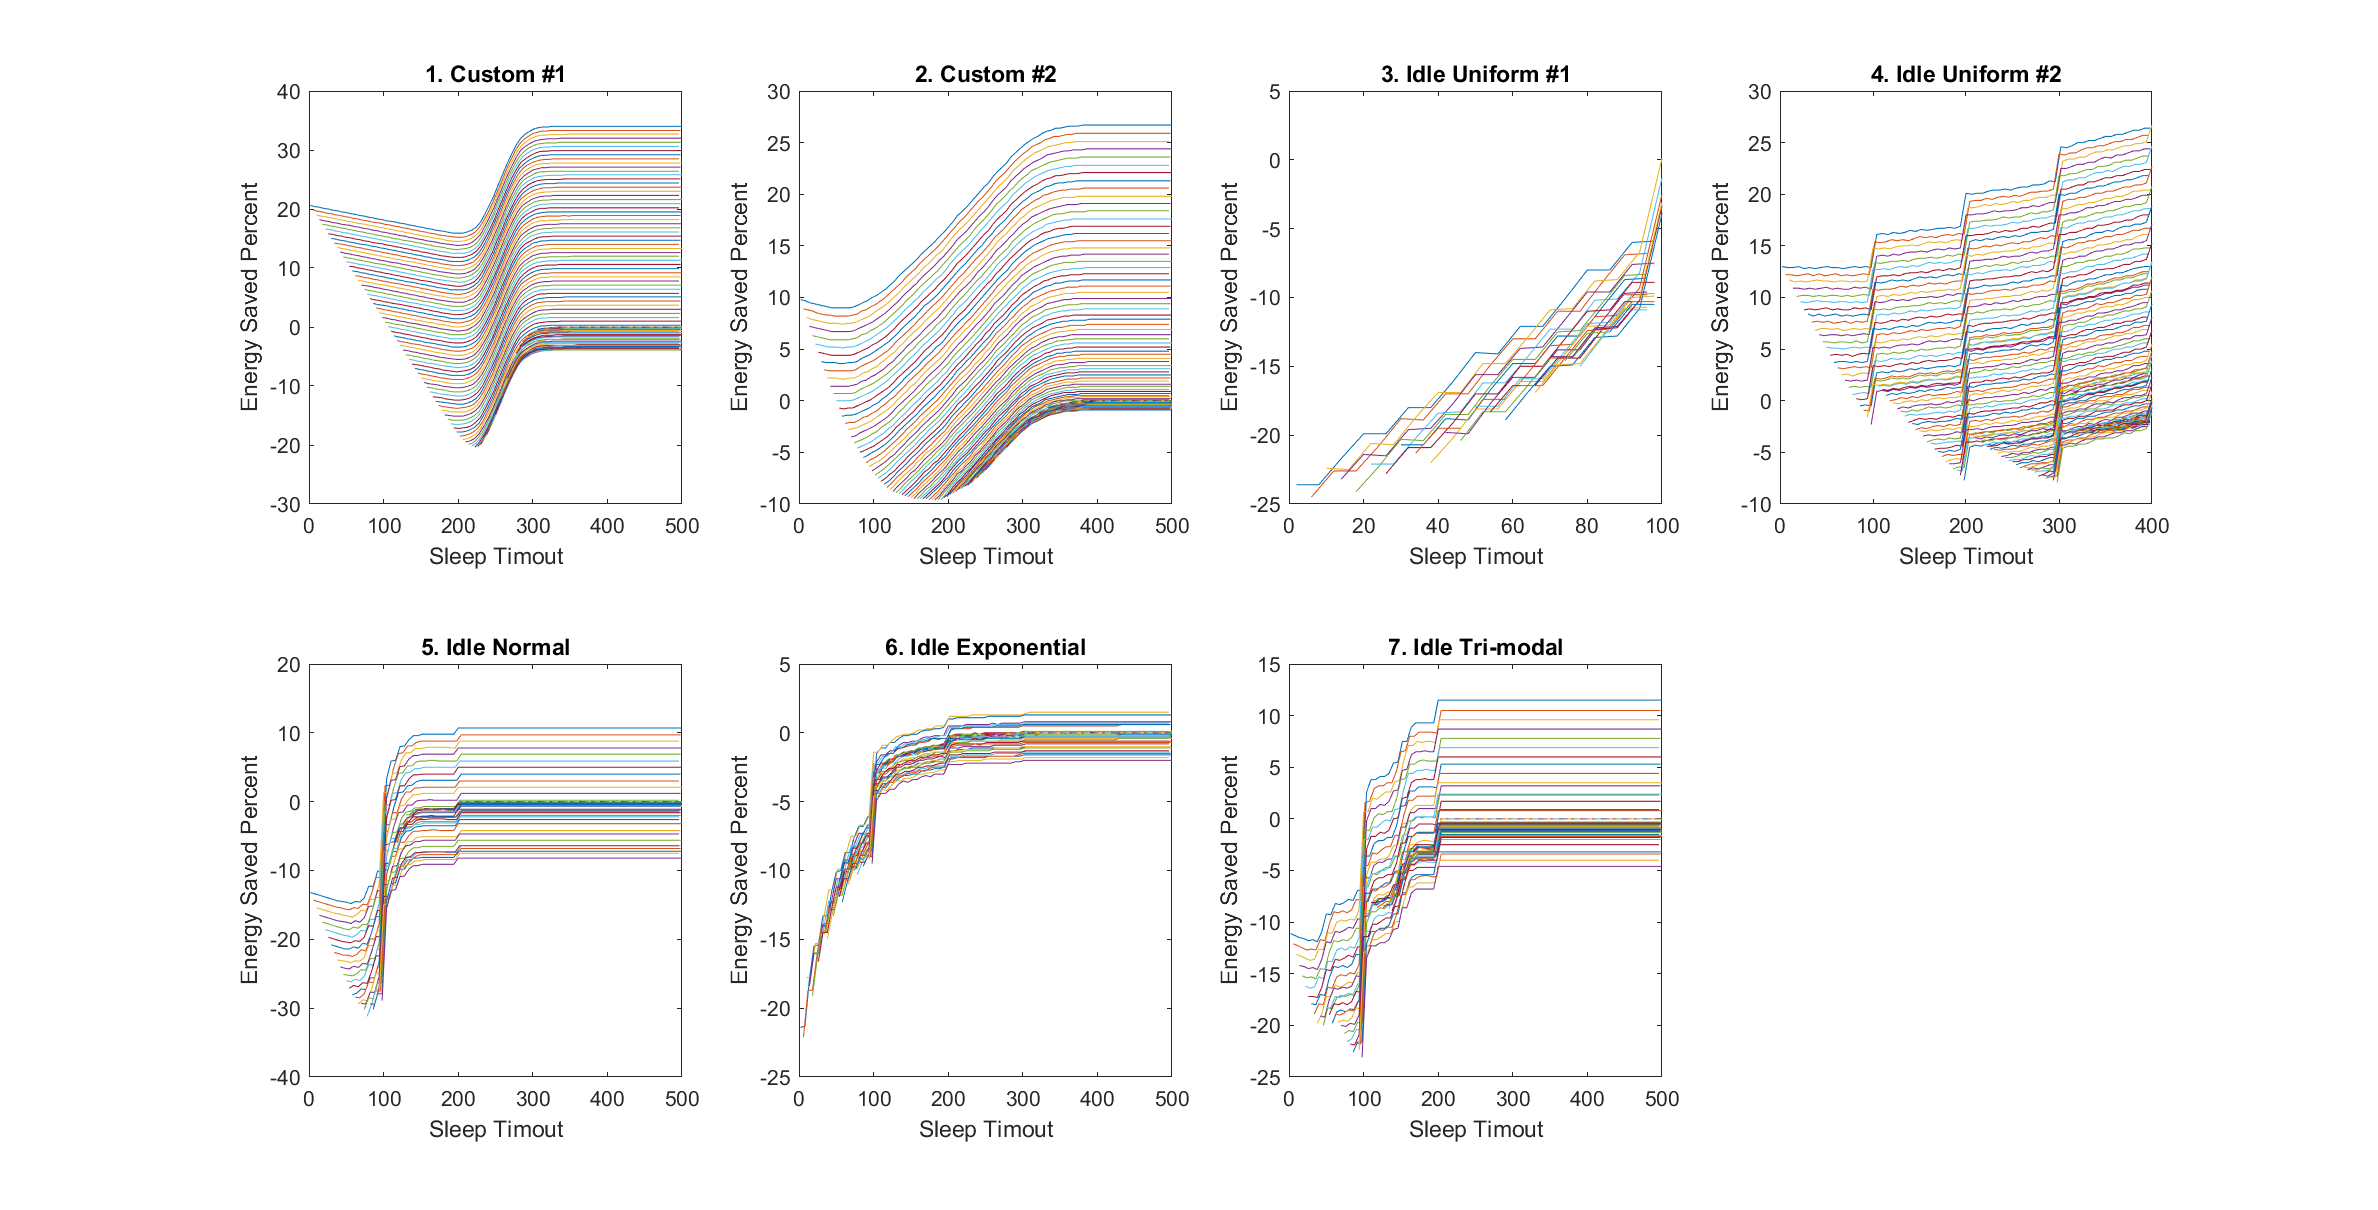 1. Custom #1
2. Custom #2
3. Idle Uniform #1
4. Idle Uniform #2
40
30
20
10
0
-10
-20
-30
Energy Saved Percent
0 100 200 300 400 500
Sleep Timout
30
25
20
15
10
5
0
-5
-10
Energy Saved Percent
0 100 200 300 400 500
Sleep Timout
5
0
-5
-10
-15
-20
-25
Energy Saved Percent
0 20 40 60 80 100
Sleep Timout
30
25
20
15
10
5
0
-5
-10
Energy Saved Percent
0 100 200 300 400
Sleep Timout
5. Idle Normal
6. Idle Exponential
7. Idle Tri-modal
20
10
0
-10
-20
-30
-40
Energy Saved Percent
0 100 200 300 400 500
Sleep Timout
5
0
-5
-10
-15
-20
-25
Energy Saved Percent
0 100 200 300 400 500
Sleep Timout
15
10
5
0
-5
-10
-15
-20
-25
Energy Saved Percent
0 100 200 300 400 500
Sleep Timout